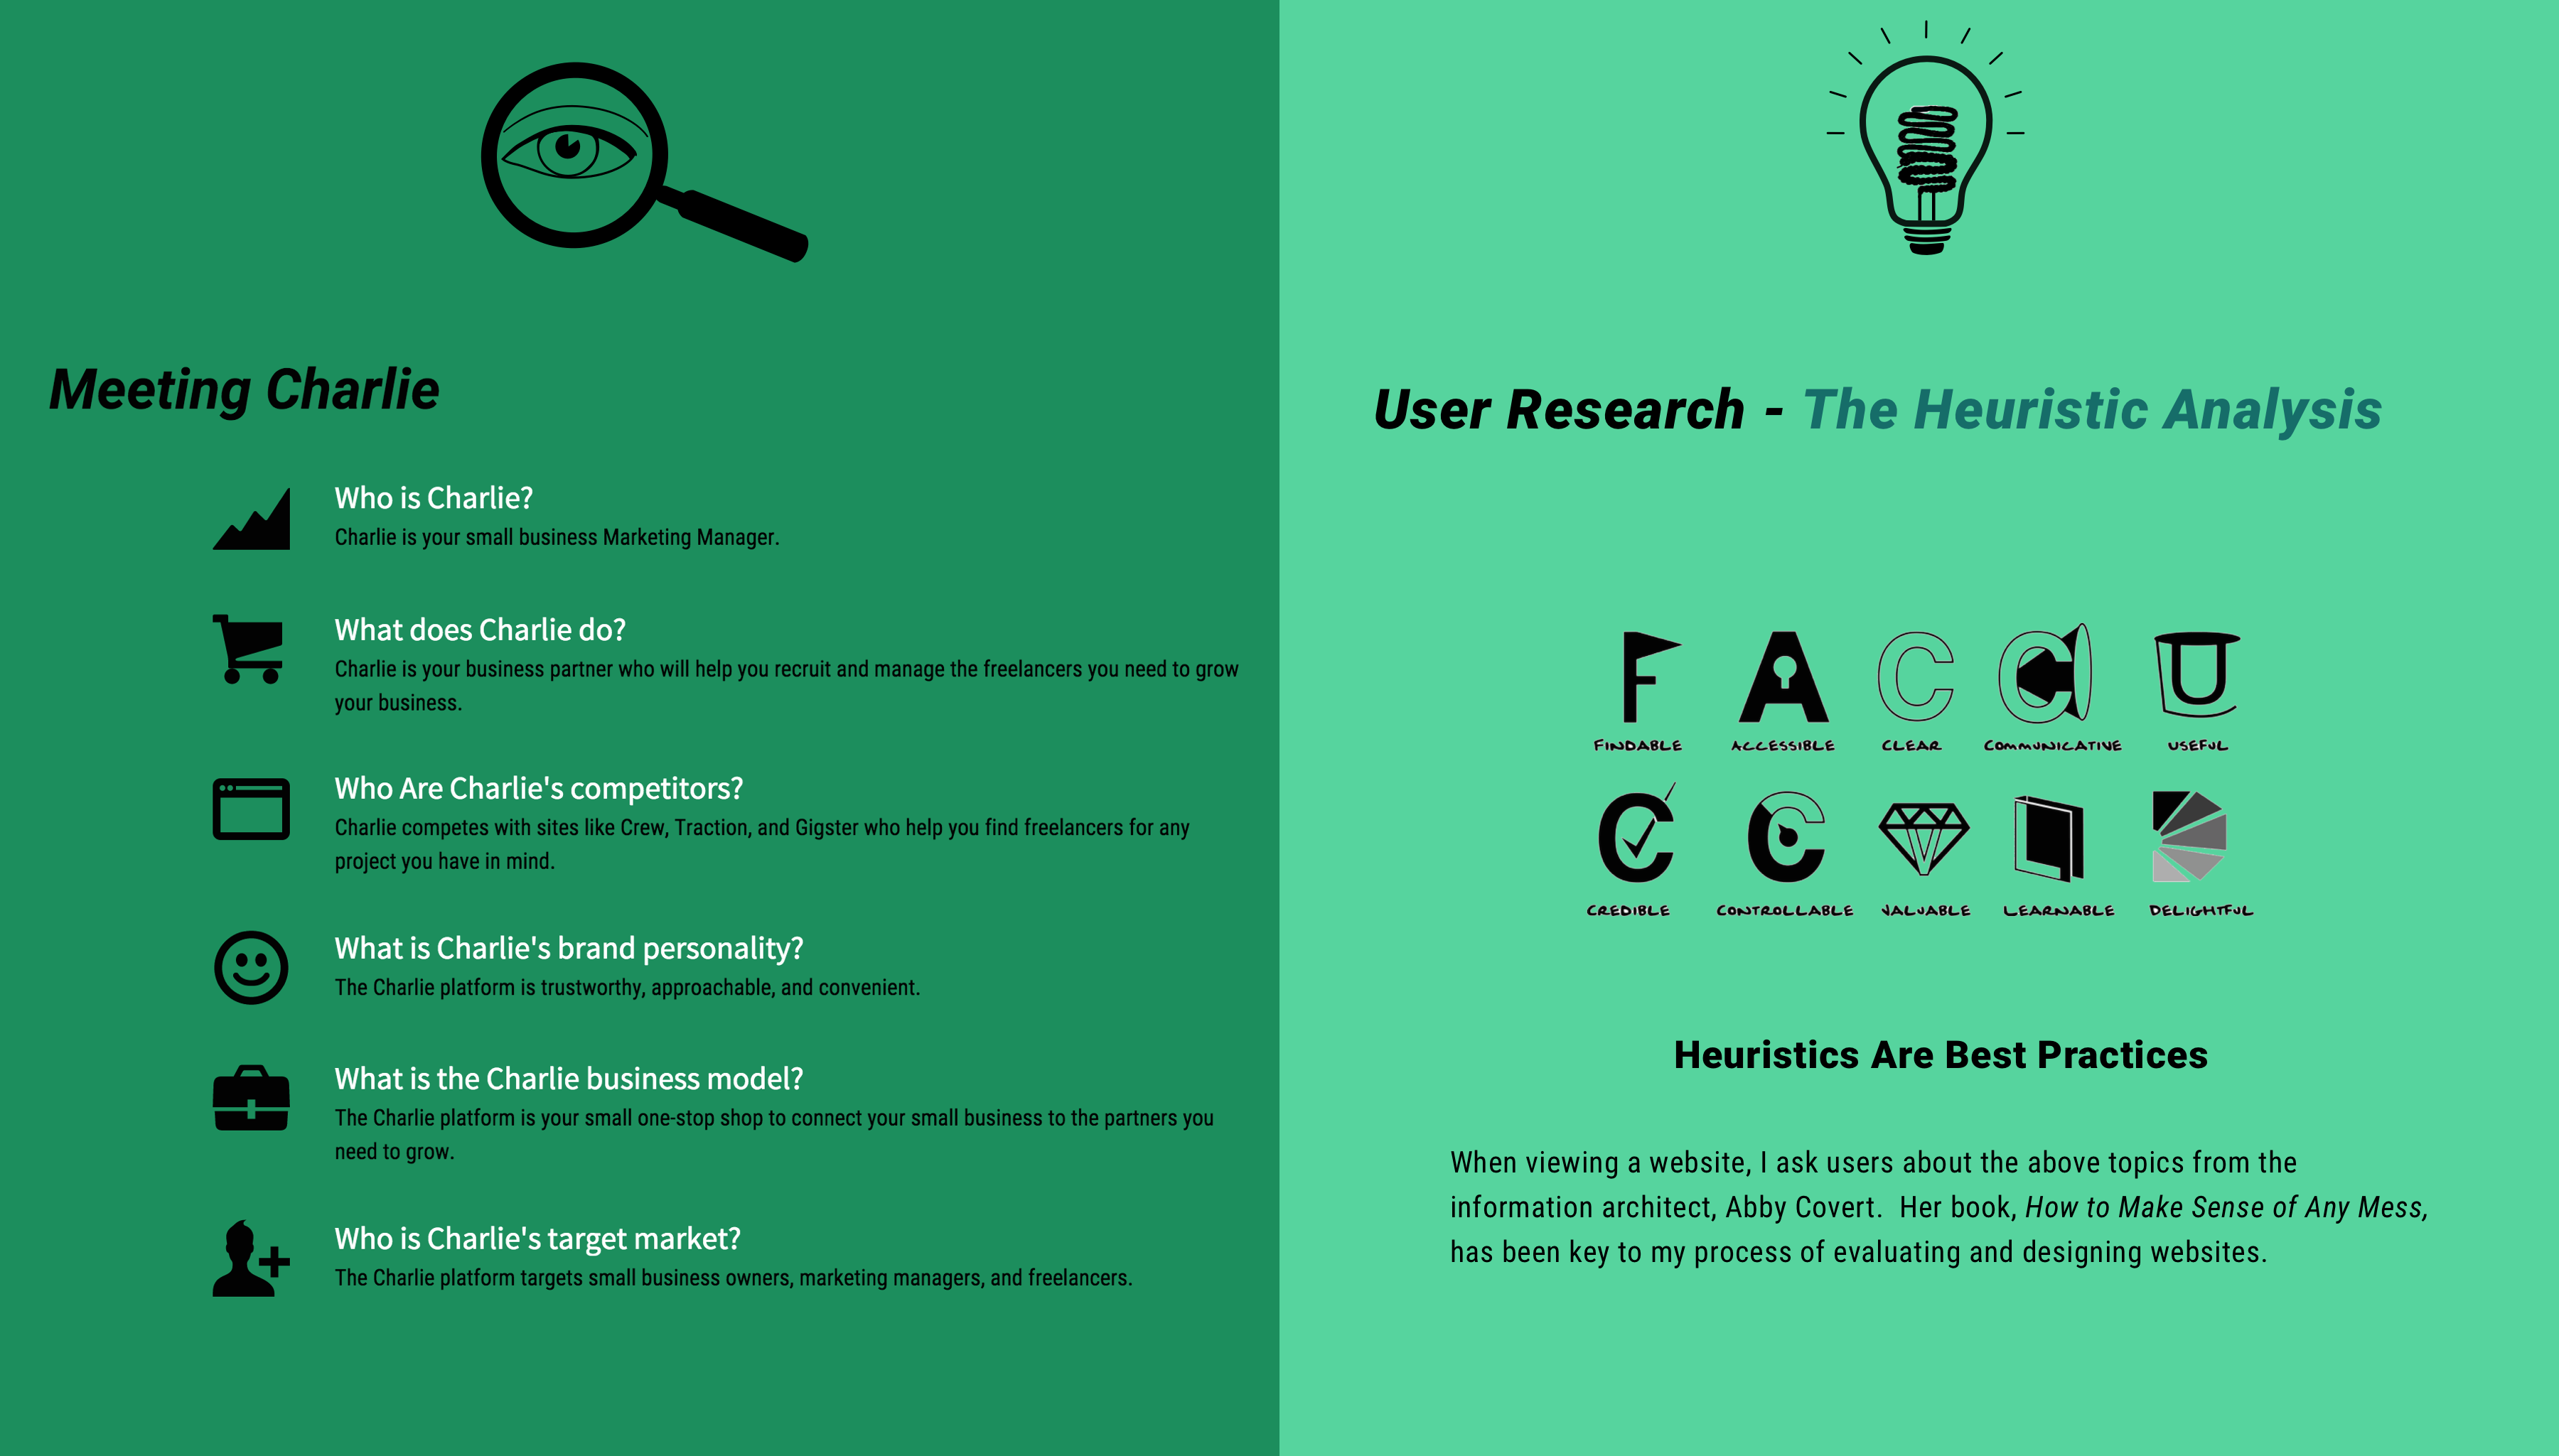 Meeting Charlie
Who is Charlie?
Charlie is your small business Marketing Manager.
What does Charlie do?
Charlie is your business partner who will help you recruit and manage the freelancers you need to grow
your business.
Who Are Charlie's competitors?
Charlie competes with sites like Crew, Traction, and Gigster who help you find freelancers for any
project you have in mind.
What is Charlie's brand personality?
The Charlie platform is trustworthy, approachable, and convenient.
What is the Charlie business model?
The Charlie platform is your small one-stop shop to connect your small business to the partners you
need to grow.
Who is Charlie's target market?
The Charlie platform targets small business owners, marketing managers, and freelancers.
User Research - The Heuristic Analysis
F A C C U
FINDABLE ACCESSIBLE CLEAR COMMUNICATIVE USEFUL
C C V L D
CREDIBLE CONTROLLABLE VALUABLE LEARNABLE DELIGHTFUL
Heuristics Are Best Practices
When viewing a website, I ask users about the above topics from the
information architect, Abby Covert. Her book, How to Make Sense of Any Mess,
has been key to my process of evaluating and designing websites.